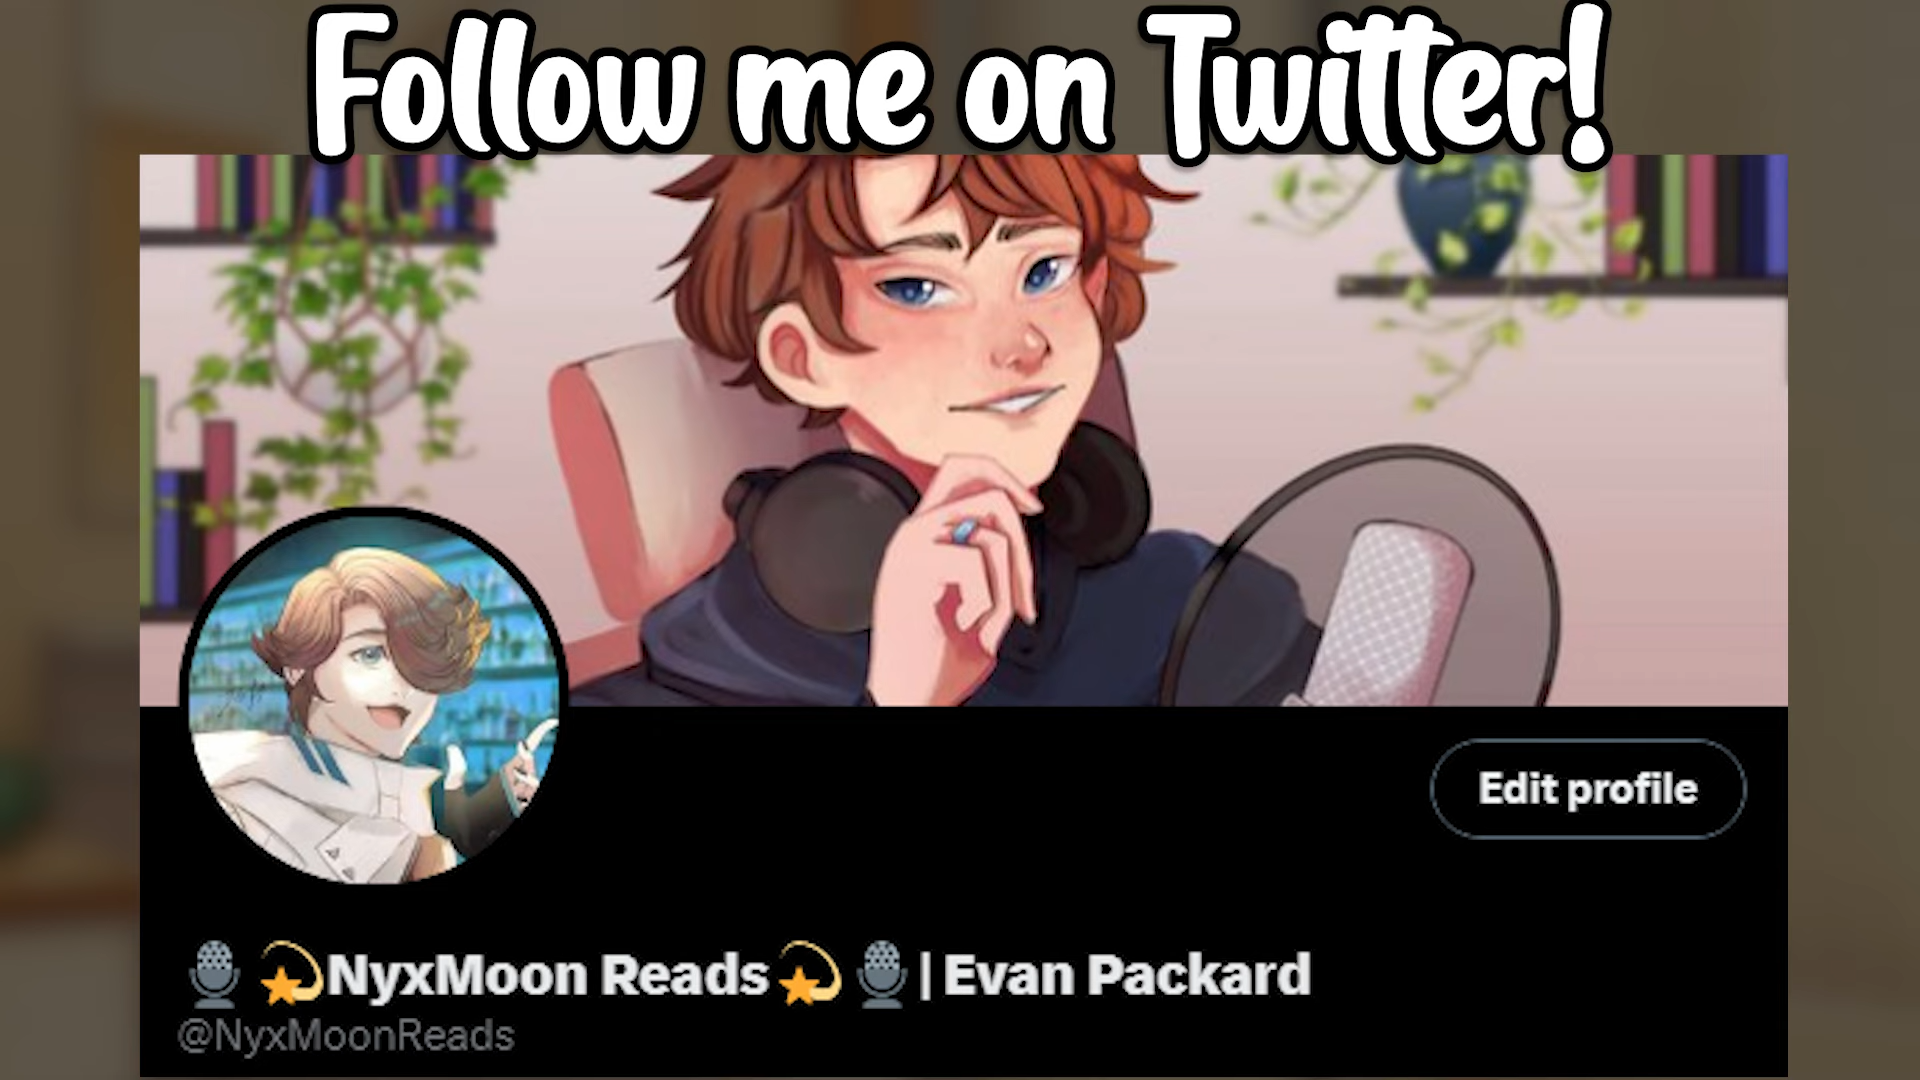 Follow me on Twitter!
Edit profile
🎙️💫NyxMoon Reads💫🎙️| Evan Packard
@NyxMoonReads